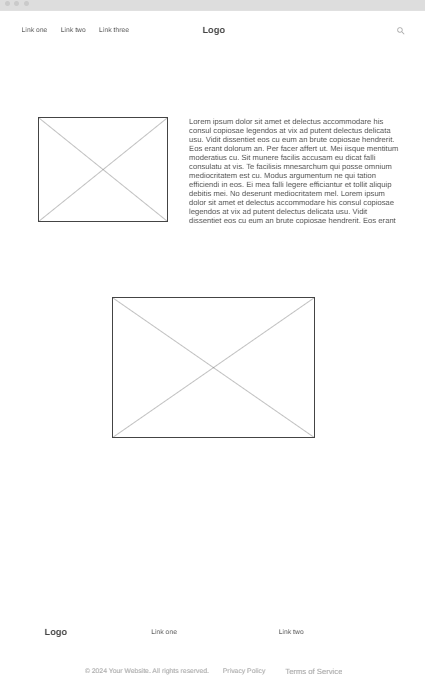 Link one Link two Link three Logo
Lorem ipsum dolor sit amet et delectus accommodare his
consul copiosae legendos at vix ad putent delectus delicata
usu. Vidit dissentiet eos cu eum an brute copiosae hendrerit.
Eos erant dolorum an. Per facer affert ut. Mei iisque mentitum
moderatius cu. Sit munere facilis accusam eu dicat falli
consulatu at vis. Te facilisis mnesarchum qui posse omnium
mediocritatem est cu. Modus argumentum ne qui tation
efficiendi in eos. Ei mea falli legere efficiantur et tollit aliquip
debitis mei. No deserunt mediocritatem mel. Lorem ipsum
dolor sit amet et delectus accommodare his consul copiosae
legendos at vix ad putent delectus delicata usu. Vidit
dissentiet eos cu eum an brute copiosae hendrerit. Eos erant
Logo Link one Link two
© 2024 Your Website. All rights reserved. Privacy Policy Terms of Service